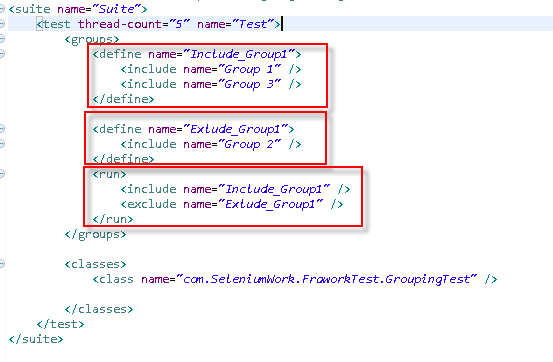 <suite name="Suite">
<test thread-count="5" name="Test">
<groups>
<define name="Include_Group1">
<include name="Group 1" />
<include name="Group 3" />
</define>
<define name="Exlude_Group1">
<include name="Group 2" />
</define>
<run>
<include name="Include_Group1" />
<exclude name="Exlude_Group1" />
</run>
</groups>
<classes>
<class name="com.SeleniumWork.FraworkTest.GroupingTest" />
</classes>
</test>
</suite>